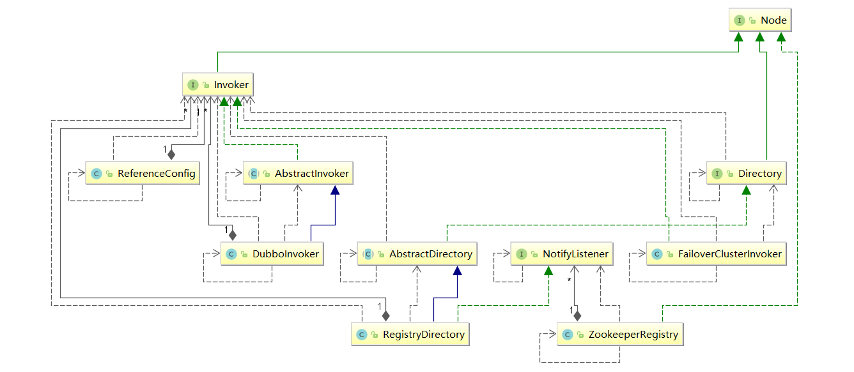 Node
Invoker
* 1 *
1
ReferenceConfig
AbstractInvoker
Directory
1
DubboInvoker
AbstractDirectory
NotifyListener
FailoverClusterInvoker
*
1
1
RegistryDirectory
ZookeeperRegistry